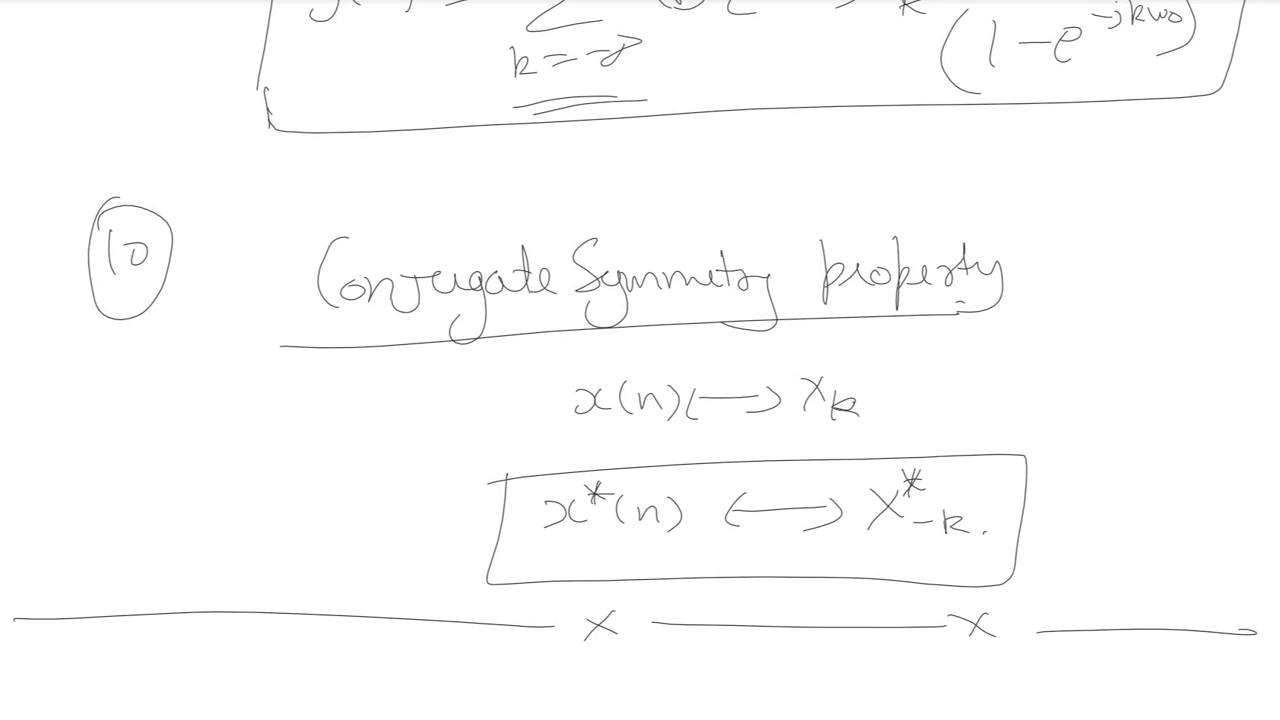 k=-∞
(1-e^{-jkω₀})
10 Conjugate Symmetry property
x(n) ⟷ X_k
x*(n) ⟷ X*_{-k}.